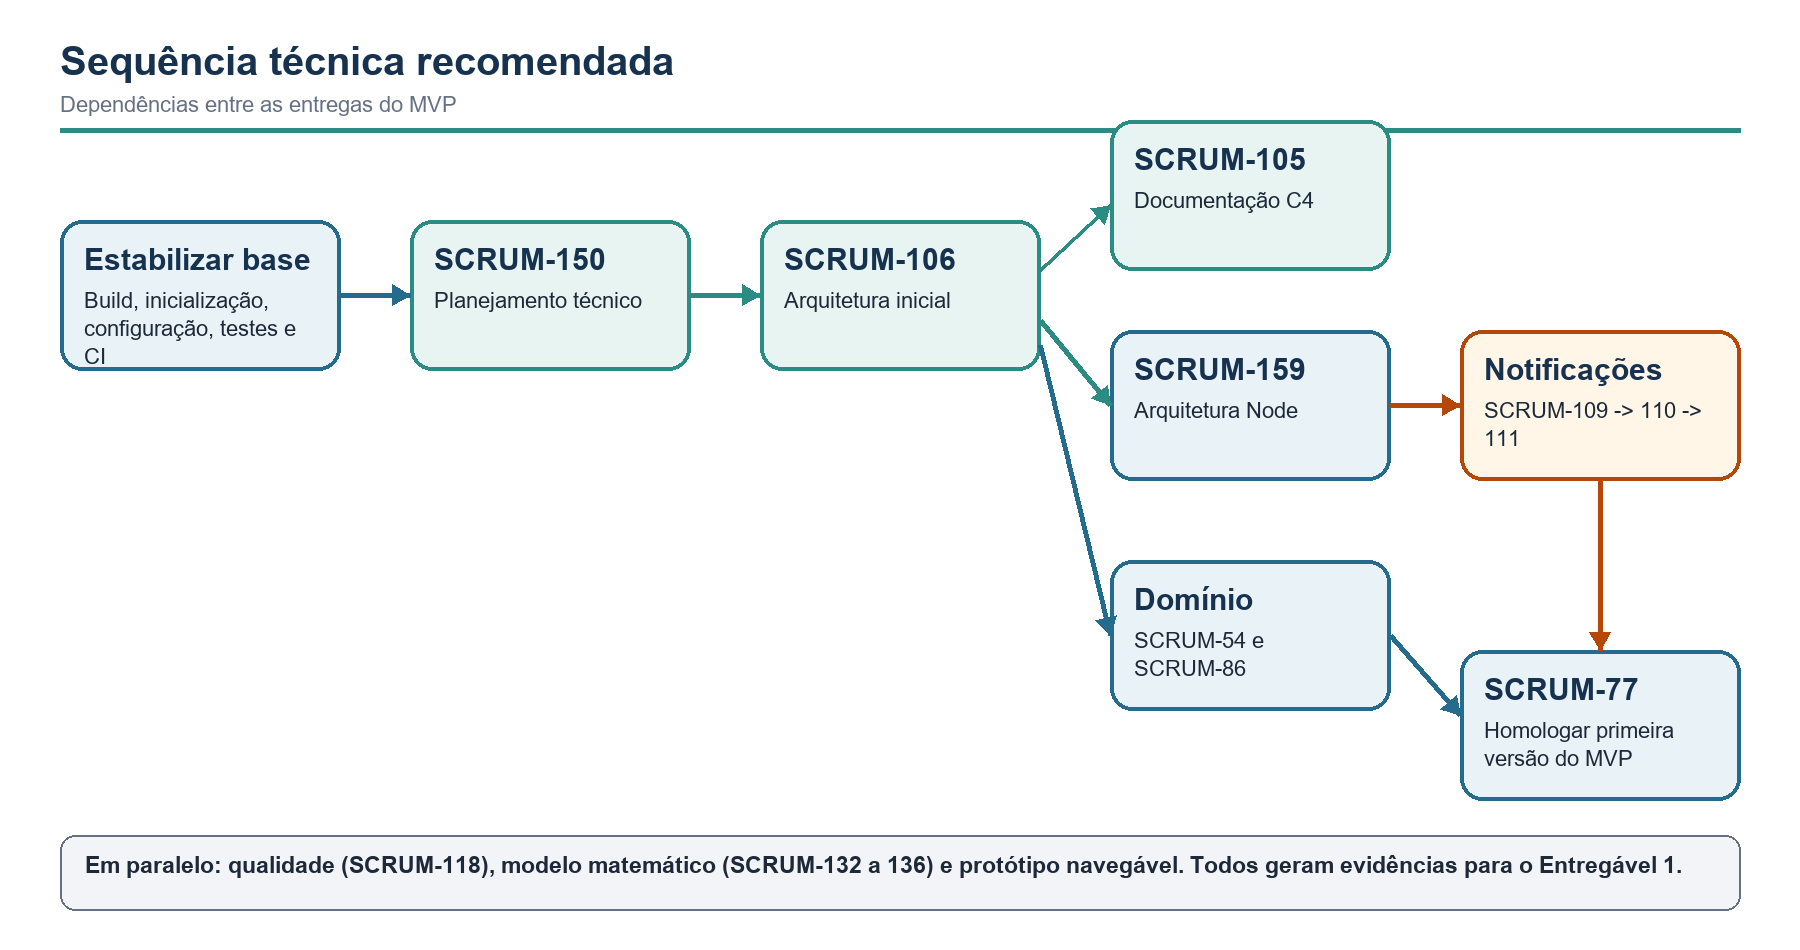 Sequência técnica recomendada
Dependências entre as entregas do MVP
Estabilizar base
Build, inicialização,
configuração, testes e
CI
SCRUM-150
Planejamento técnico
SCRUM-106
Arquitetura inicial
SCRUM-105
Documentação C4
SCRUM-159
Arquitetura Node
Notificações
SCRUM-109 -> 110 ->
111
Domínio
SCRUM-54 e
SCRUM-86
SCRUM-77
Homologar primeira
versão do MVP
Em paralelo: qualidade (SCRUM-118), modelo matemático (SCRUM-132 a 136) e protótipo navegável. Todos geram evidências para o Entregável 1.